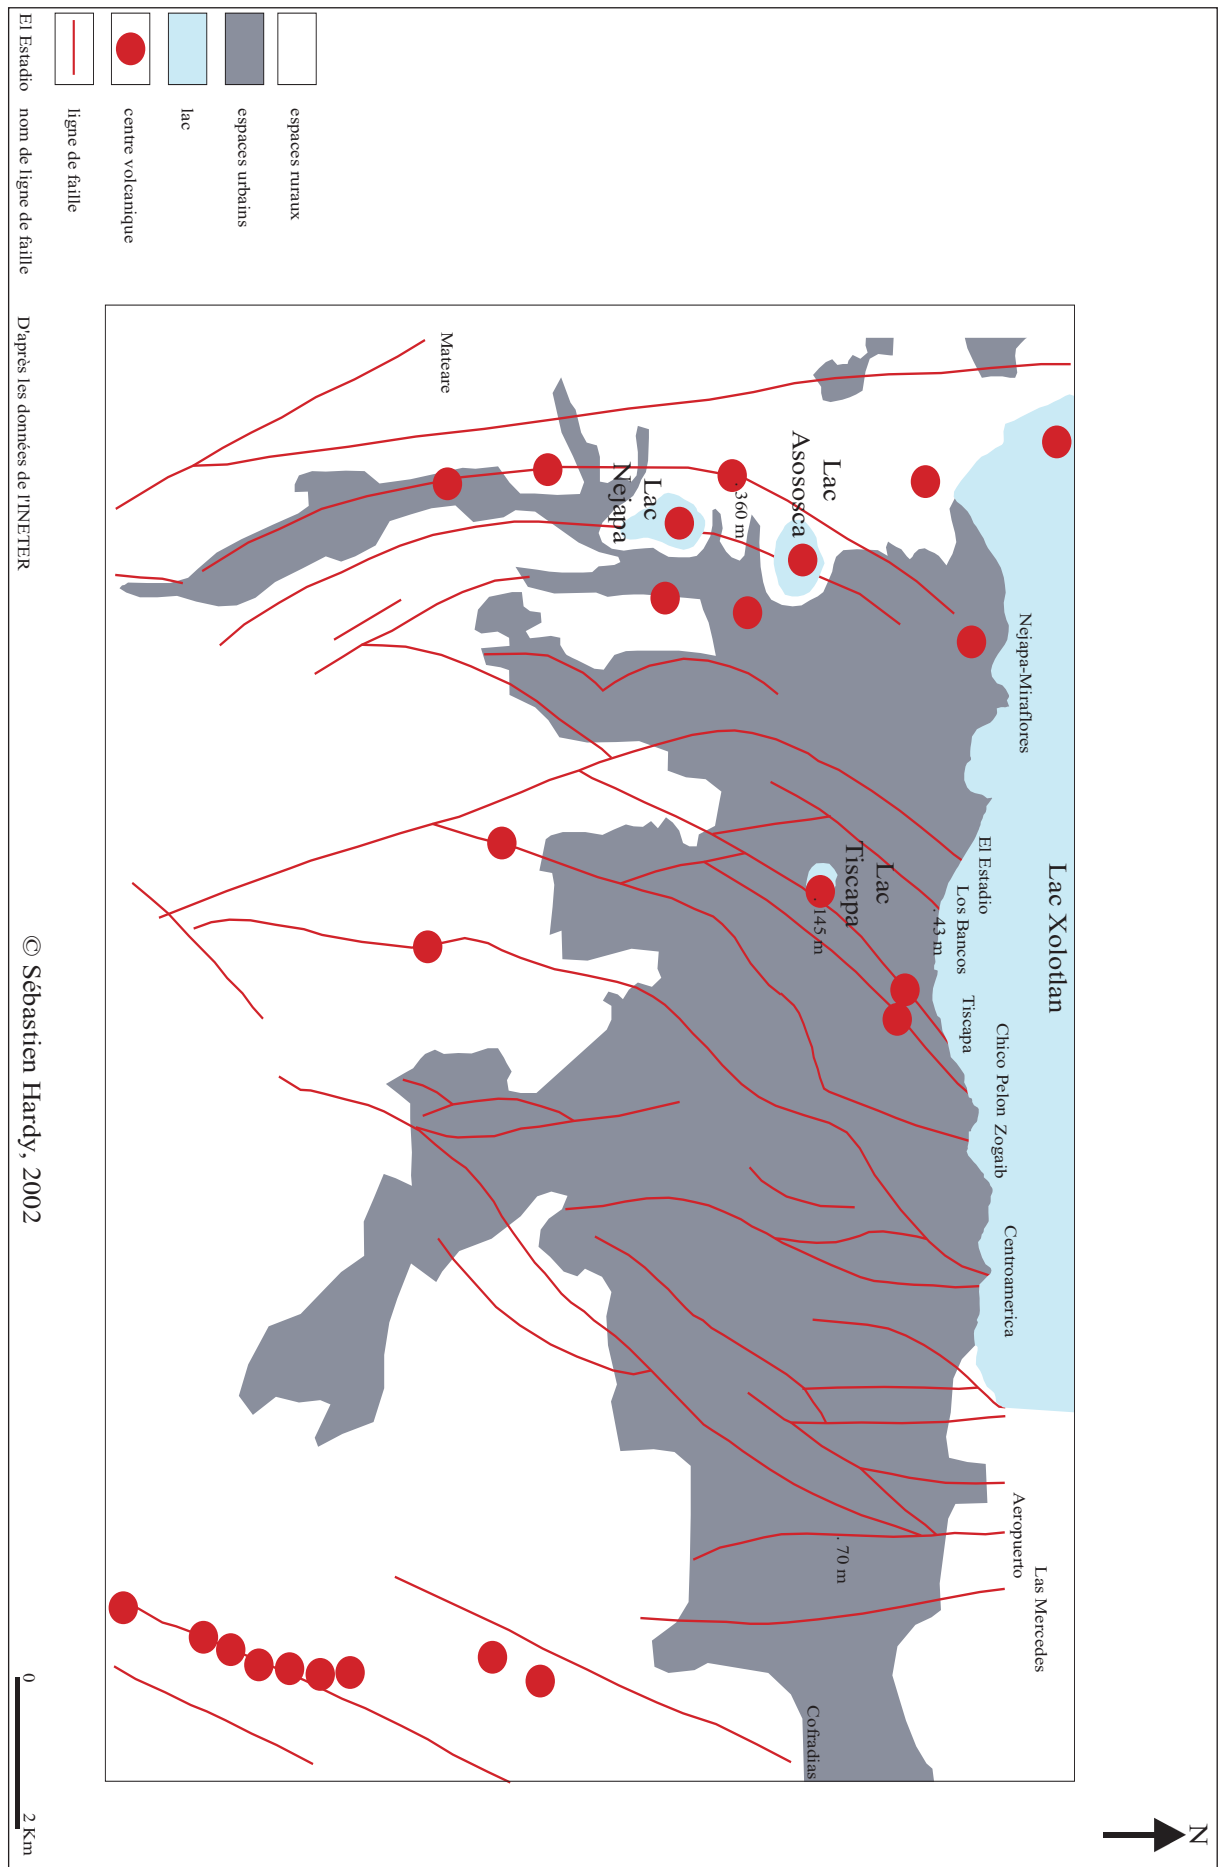 N
Lac Xolotlan
Nejapa-Miraflores
El Estadio
Los Bancos
Tiscapa
Chico Pelon
Zogaib
Centroamerica
Aeropuerto
Las Mercedes
Cofradias
Mateare
Lac
Asososca
. 360 m
Lac
Nejapa
Lac
Tiscapa
. 145 m
. 43 m
. 70 m
espaces ruraux
espaces urbains
lac
centre volcanique
ligne de faille
El Estadio nom de ligne de faille
D'après les données de l'INETER
© Sébastien Hardy, 2002
0 2 Km